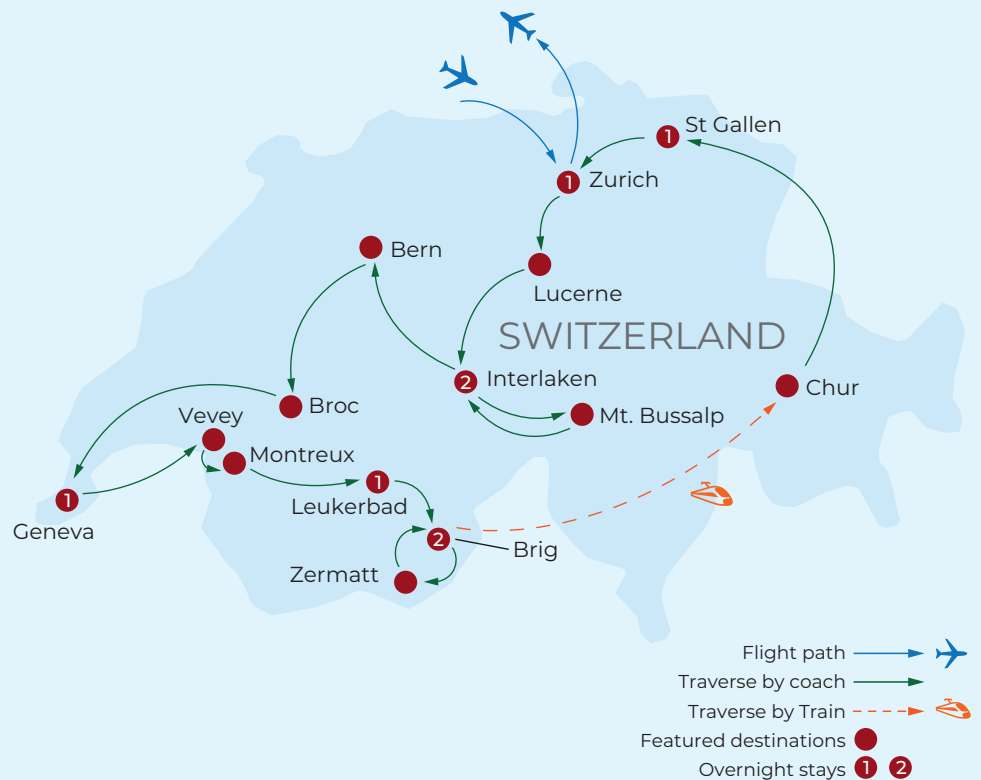 St Gallen
1
1
Zurich
Bern
Lucerne
SWITZERLAND
2
Interlaken
Chur
Broc
Mt. Bussalp
Vevey
Montreux
1
1
Leukerbad
Geneva
2
Brig
Zermatt
Flight path
Traverse by coach
Traverse by Train
Featured destinations
Overnight stays 1 2